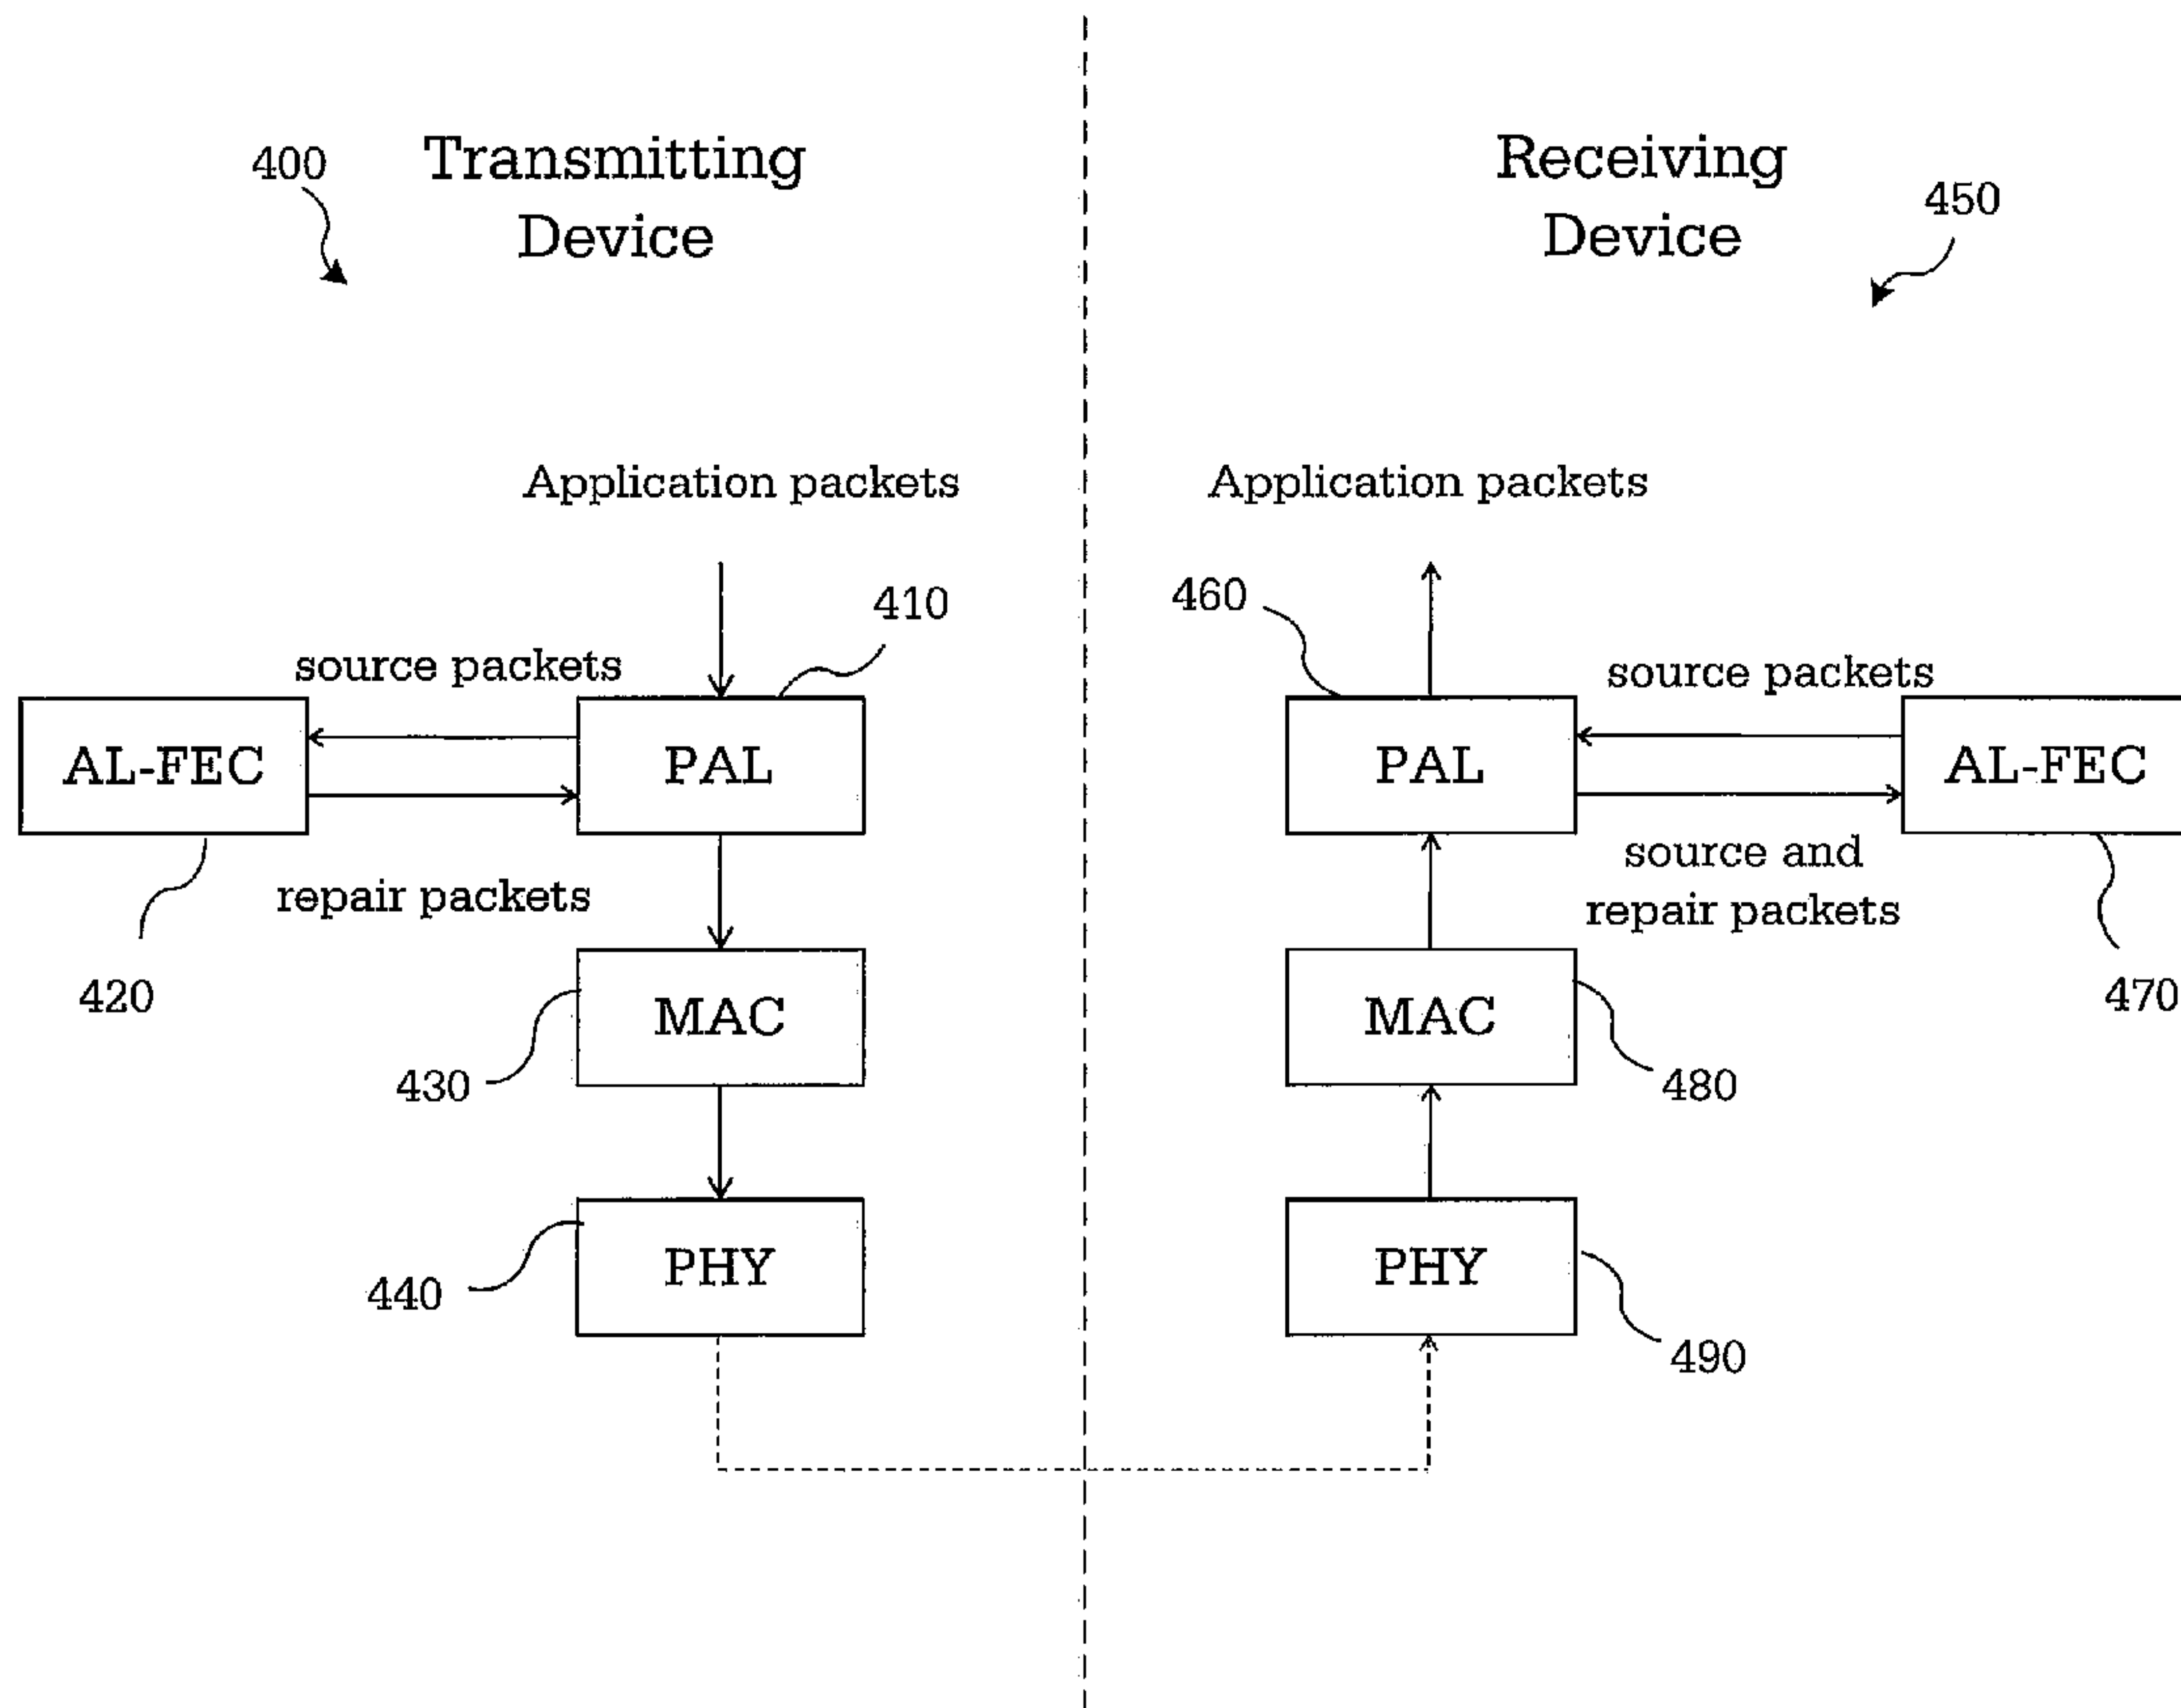 400
Transmitting
Device
Receiving
Device
450
Application packets
Application packets
410
460
source packets
source packets
AL-FEC
PAL
PAL
AL-FEC
repair packets
source and
repair packets
420
MAC
MAC
470
430
480
PHY
PHY
440
490